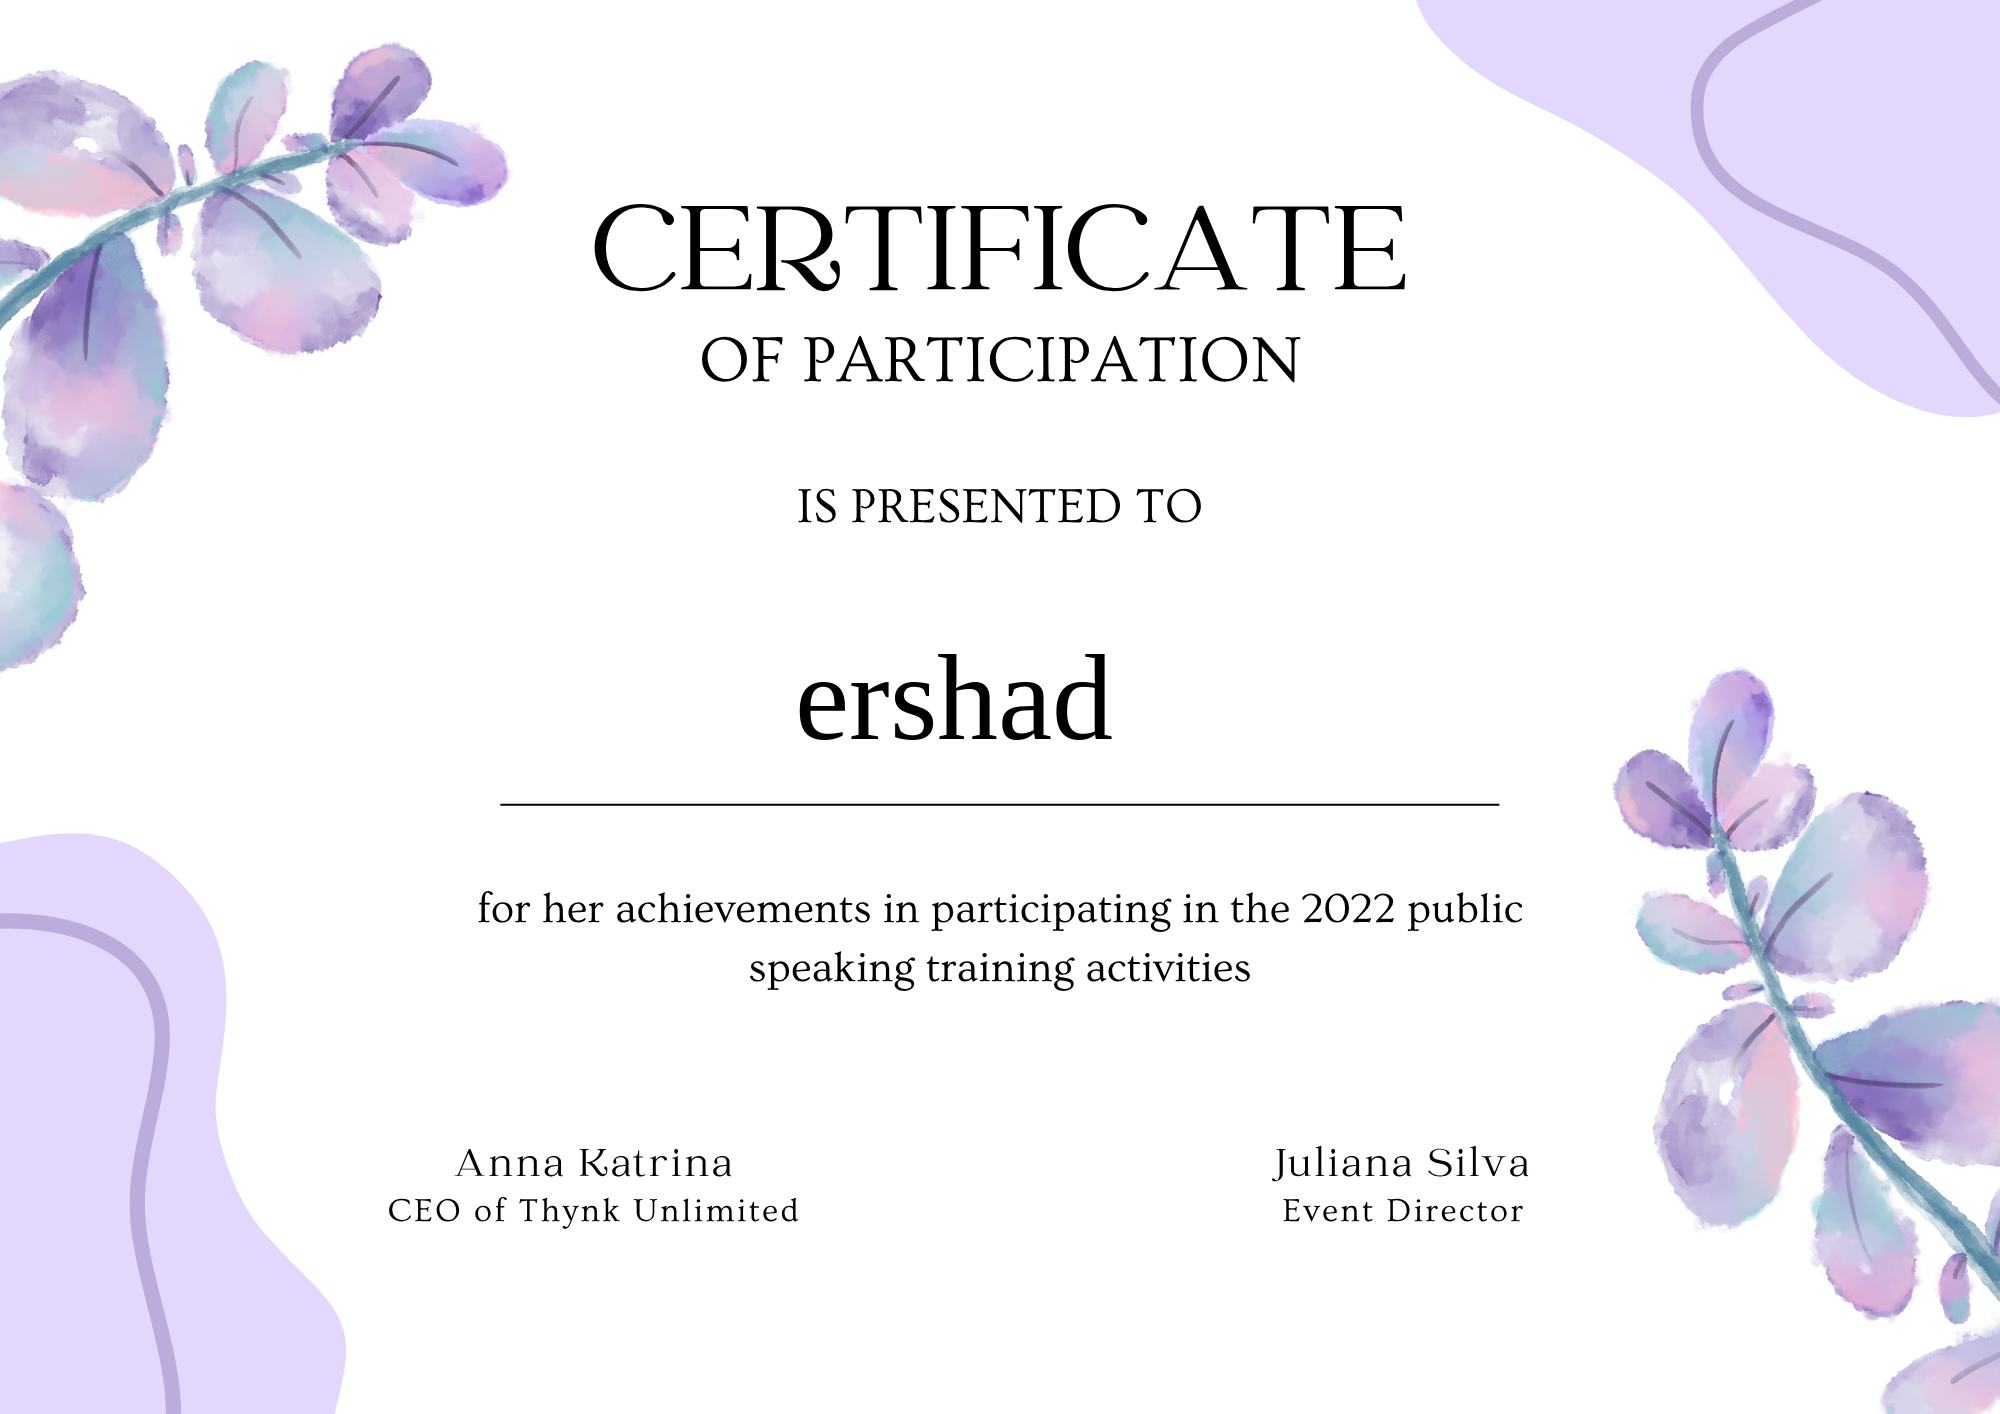 CERTIFICATE
OF PARTICIPATION
IS PRESENTED TO
ershad
for her achievements in participating in the 2022 public
speaking training activities
Anna Katrina
CEO of Thynk Unlimited
Juliana Silva
Event Director